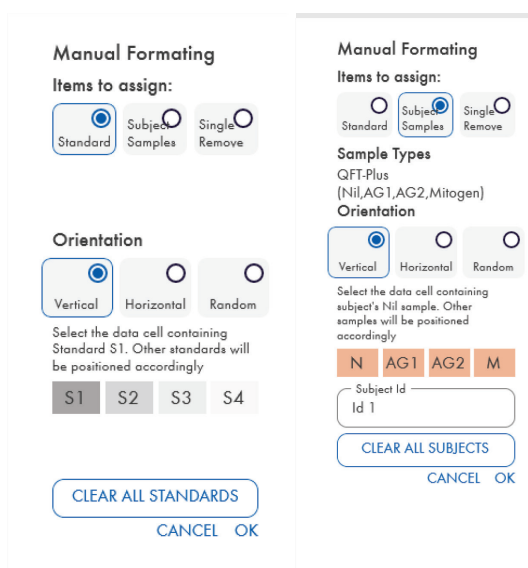 Manual Formating
Items to assign:
Standard
Subject Samples
Single Remove
Orientation
Vertical Horizontal Random
Select the data cell containing
Standard S1. Other standards will
be positioned accordingly
S1 S2 S3 S4
CLEAR ALL STANDARDS
CANCEL OK
Manual Formating
Items to assign:
Standard
Subject Samples
Single Remove
Sample Types
QFT-Plus
(Nil,AG1,AG2,Mitogen)
Orientation
Vertical Horizontal Random
Select the data cell containing
subject's Nil sample. Other
samples will be positioned
accordingly
N AG1 AG2 M
Subject Id
Id 1
CLEAR ALL SUBJECTS
CANCEL OK